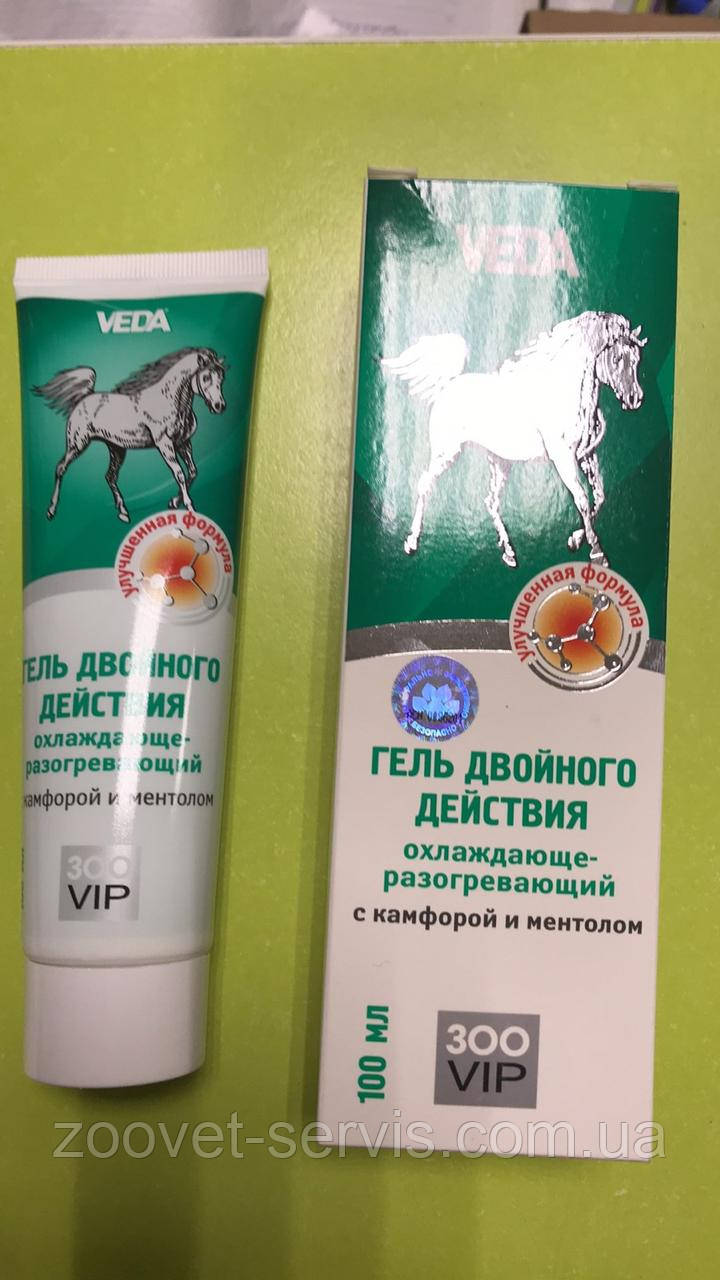 VEDA
улучшенная формула
ГЕЛЬ ДВОЙНОГО
ДЕЙСТВИЯ
охлаждающе-
разогревающий
камфорой и ментолом
ЗОО
VIP
VEDA
улучшенная формула
ГЕЛЬ ДВОЙНОГО
ДЕЙСТВИЯ
охлаждающе-
разогревающий
с камфорой и ментолом
100 мл
ЗОО
VIP
zoovet-servis.com.ua